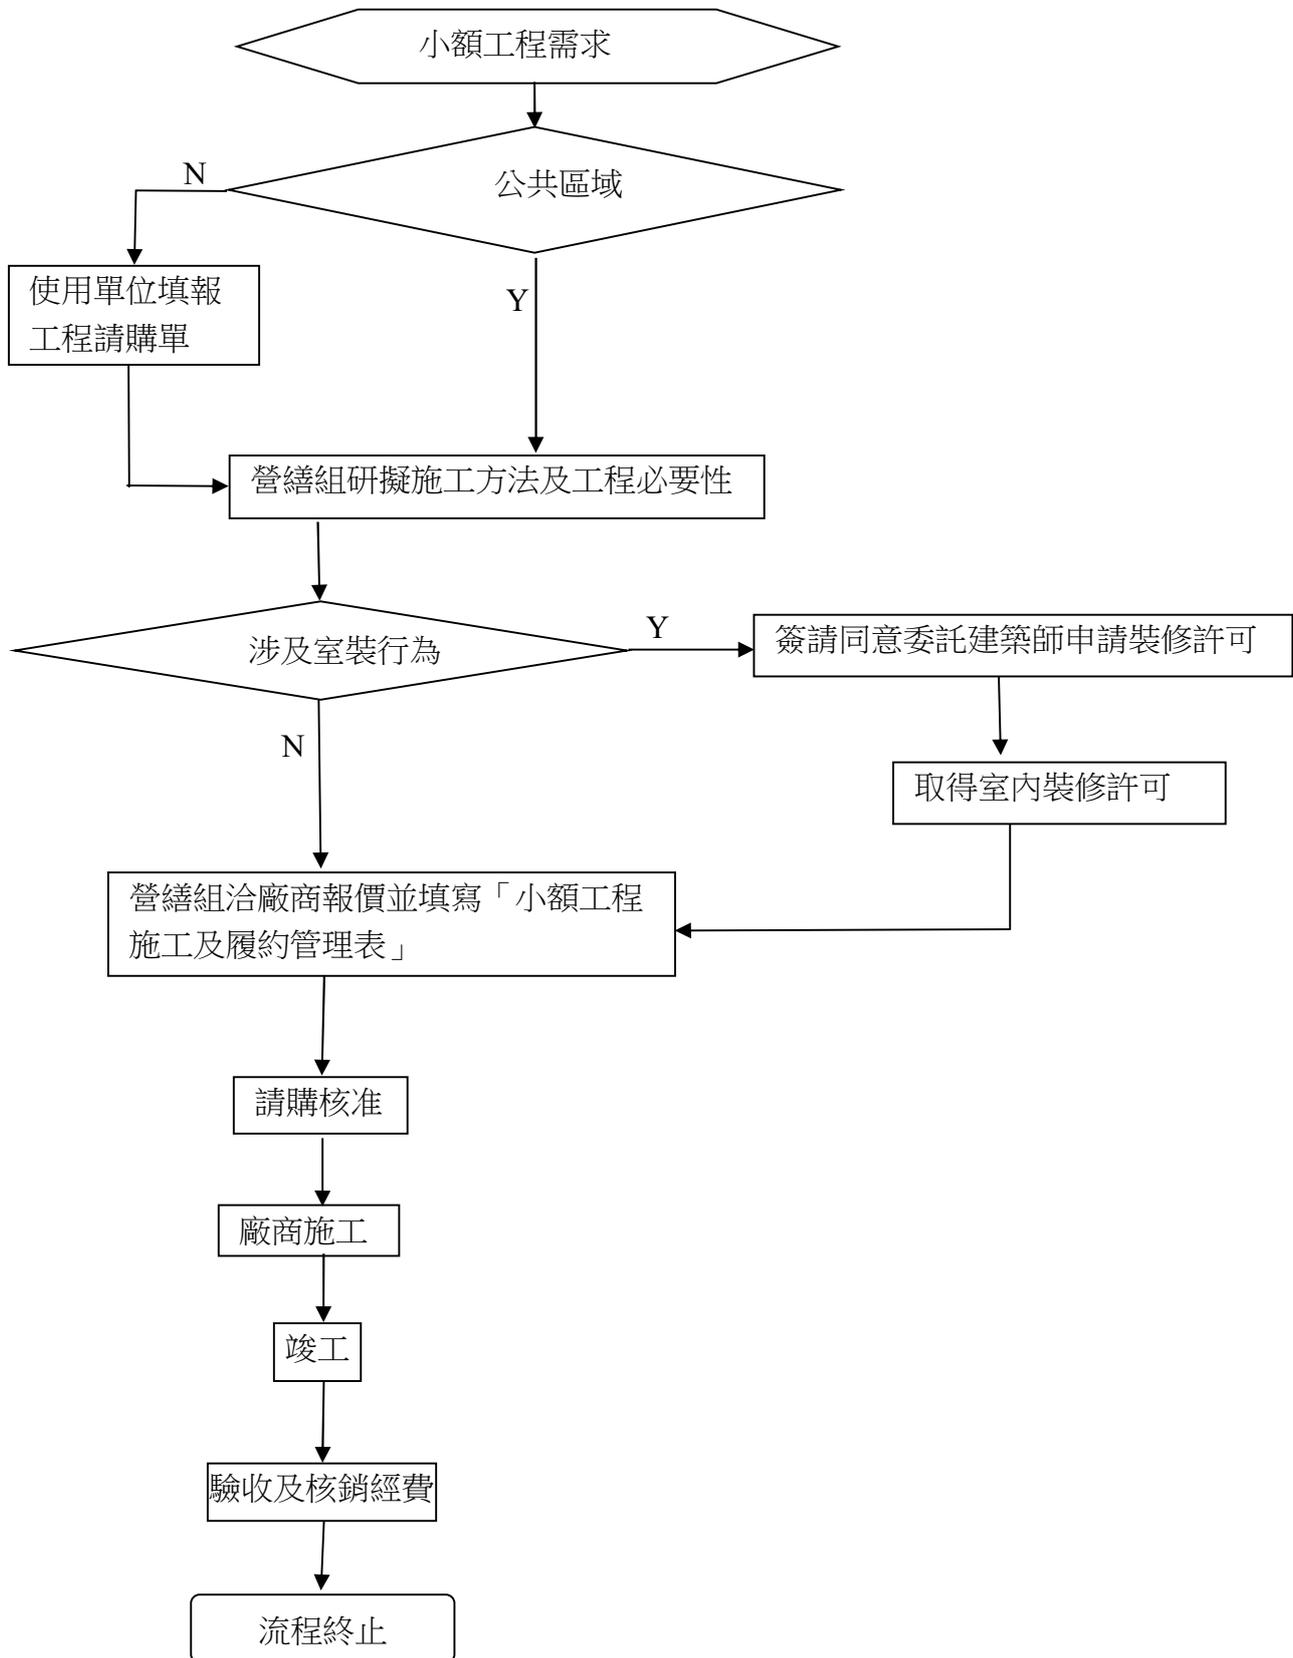 小額工程需求
公共區域
N
使用單位填報
工程請購單
Y
營繕組研擬施工方法及工程必要性
涉及室裝行為
Y
簽請同意委託建築師申請裝修許可
N
取得室內裝修許可
營繕組洽廠商報價並填寫「小額工程
施工及履約管理表」
請購核准
廠商施工
竣工
驗收及核銷經費
流程終止